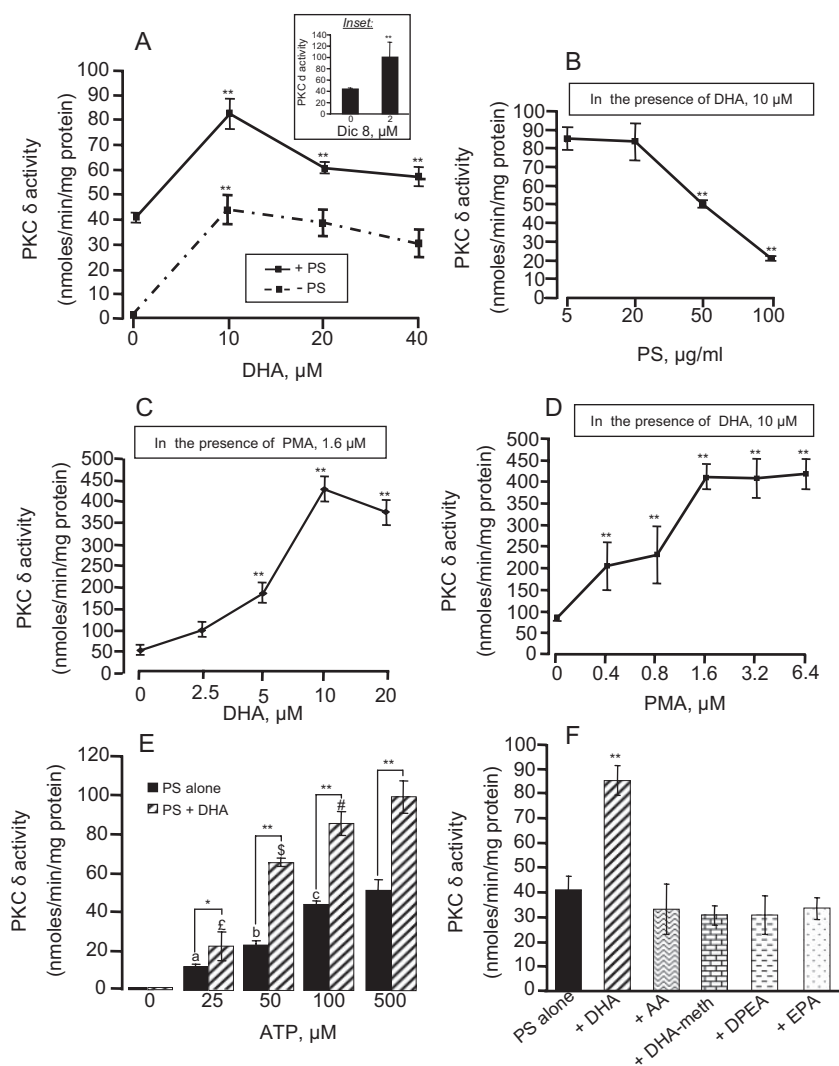 A
Inset:
PKC d activity
140
120
100
80
60
40
20
0
**
0
2
Dic 8, µM
PKC δ activity
(nmoles/min/mg protein)
100
90
80
70
60
50
40
30
20
10
0
**
**
**
**
+ PS
- PS
0
10
20
40
DHA, µM
B
In the presence of DHA, 10 µM
PKC δ activity
(nmoles/min/mg protein)
100
90
80
70
60
50
40
30
20
10
0
**
**
5
20
50
100
PS, µg/ml
C
In the presence of PMA, 1.6 µM
PKC δ activity
(nmoles/min/mg protein)
500
450
400
350
300
250
200
150
100
50
0
**
**
**
0
2.5
5
10
20
DHA, µM
D
In the presence of DHA, 10 µM
PKC δ activity
(nmoles/min/mg protein)
500
450
400
350
300
250
200
150
100
50
0
**
**
**
**
**
0
0.4
0.8
1.6
3.2
6.4
PMA, µM
E
PS alone
PS + DHA
PKC δ activity
(nmoles/min/mg protein)
120
100
80
60
40
20
0
*
a
£
**
b
$
**
c
#
**
0
25
50
100
500
ATP, µM
F
PKC δ activity
(nmoles/min/mg protein)
100
90
80
70
60
50
40
30
20
10
0
**
PS alone
+ DHA
+ AA
+ DHA-meth
+ DPEA
+ EPA